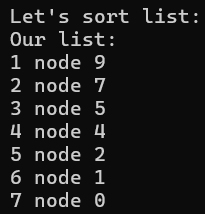 Let's sort list:
Our list:
1 node 9
2 node 7
3 node 5
4 node 4
5 node 2
6 node 1
7 node 0